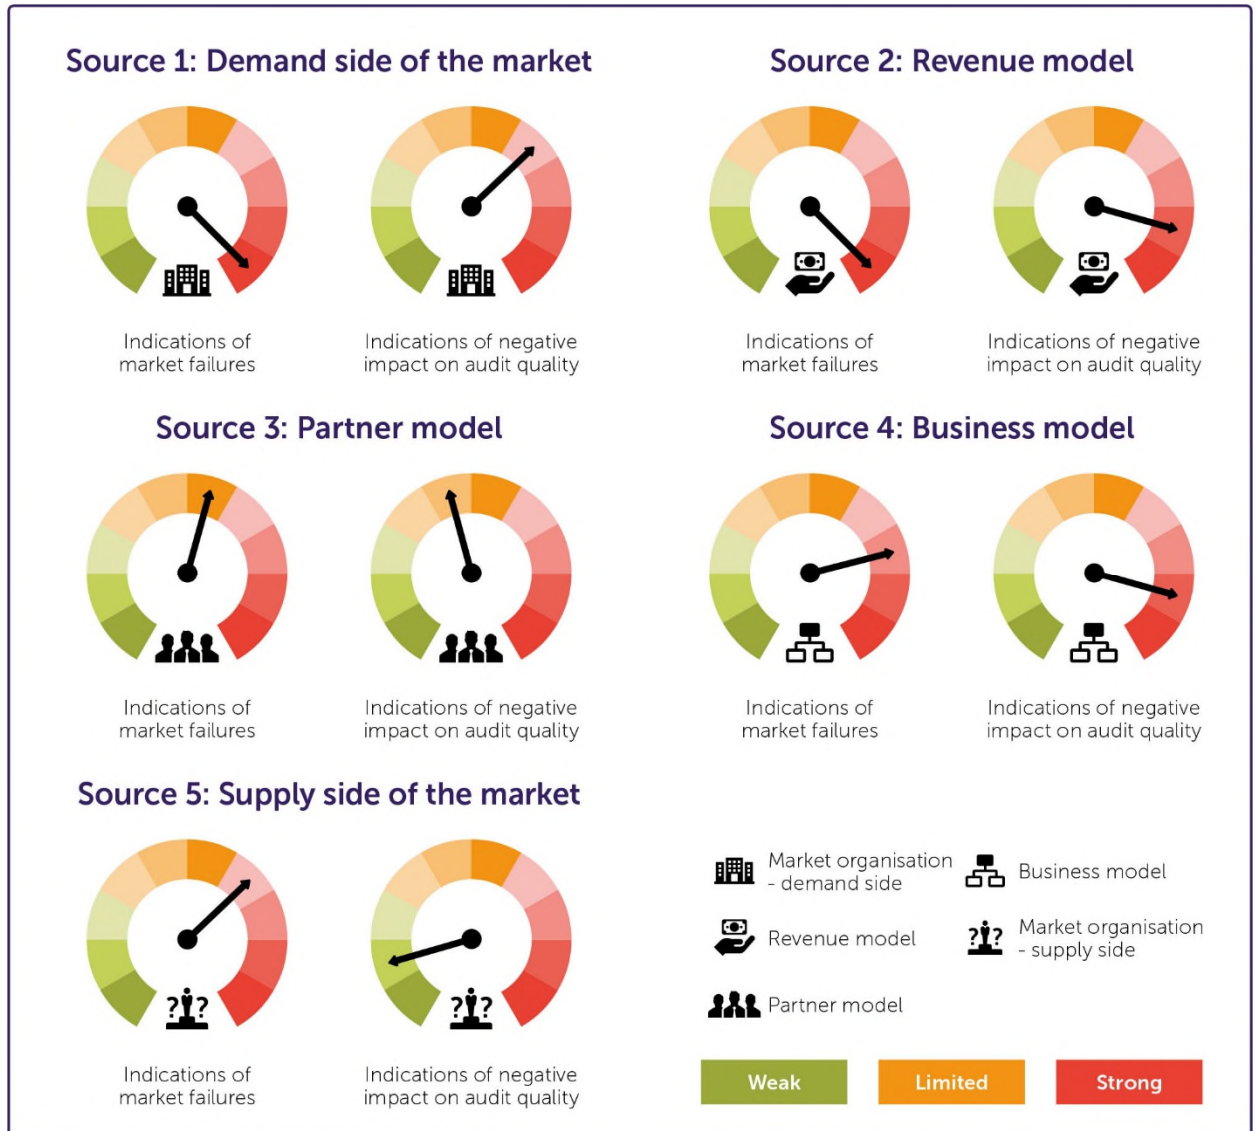 Source 1: Demand side of the market
Indications of
market failures
Indications of negative
impact on audit quality
Source 2: Revenue model
Indications of
market failures
Indications of negative
impact on audit quality
Source 3: Partner model
Indications of
market failures
Indications of negative
impact on audit quality
Source 4: Business model
Indications of
market failures
Indications of negative
impact on audit quality
Source 5: Supply side of the market
? ?
Indications of
market failures
? ?
Indications of negative
impact on audit quality
Market organisation
- demand side
Business model
Revenue model
? ?
Market organisation
- supply side
Partner model
Weak
Limited
Strong